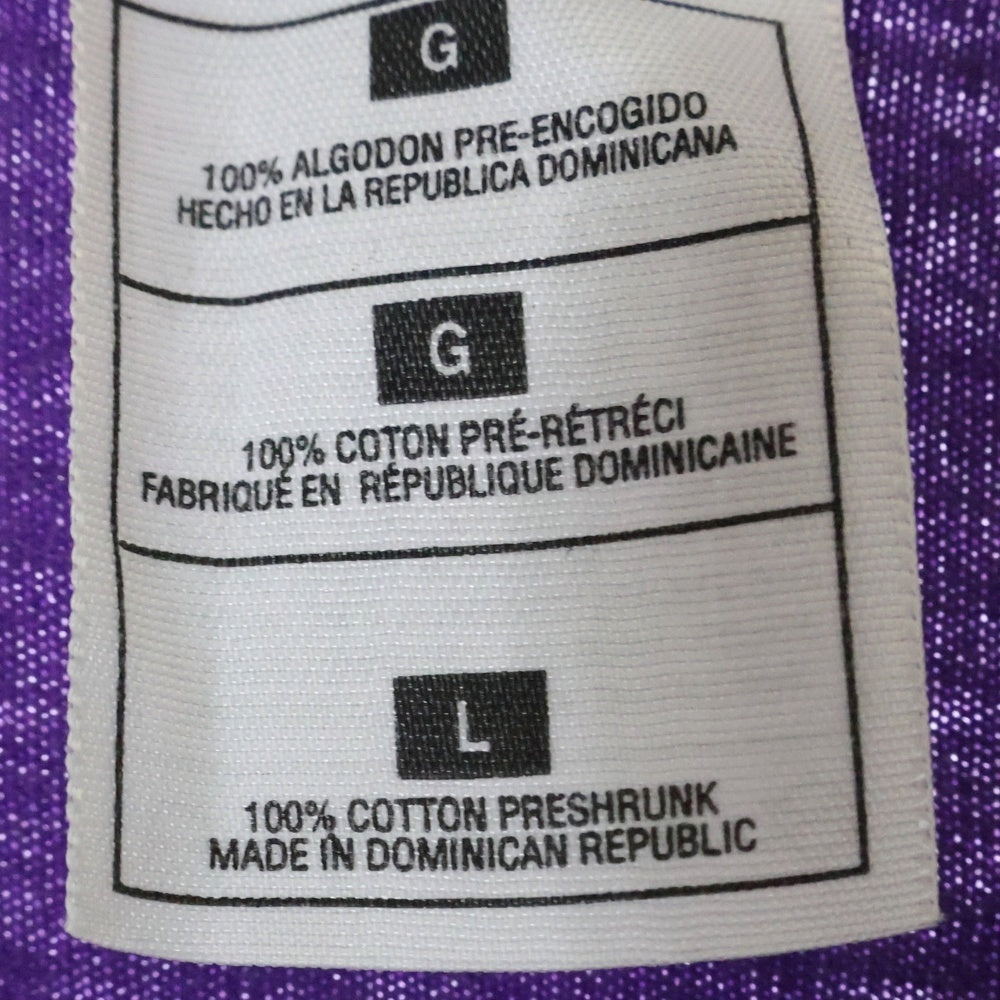 G
100% ALGODON PRE-ENCOGIDO
HECHO EN LA REPUBLICA DOMINICANA
G
100% COTON PRÉ-RÉTRÉCI
FABRIQUÉ EN RÉPUBLIQUE DOMINICAINE
L
100% COTTON PRESHRUNK
MADE IN DOMINICAN REPUBLIC